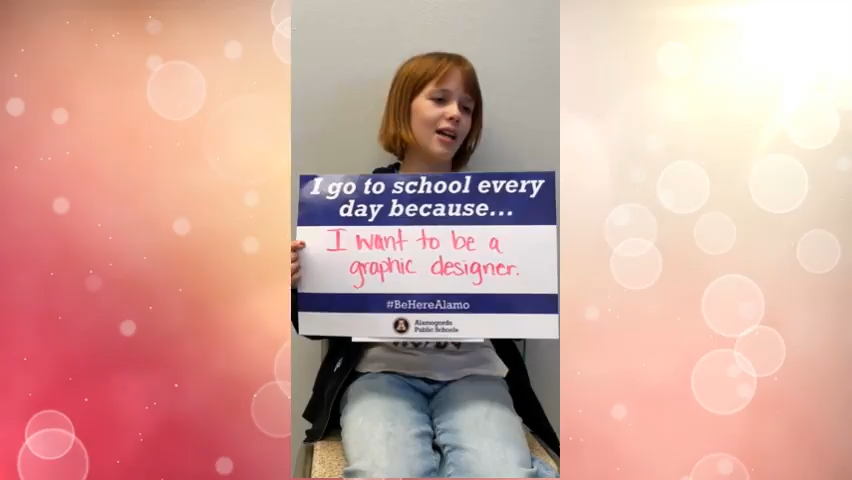 I go to school every
day because...
I want to be a
graphic designer.
#BeHereAlamo
A
Alamogordo
Public Schools